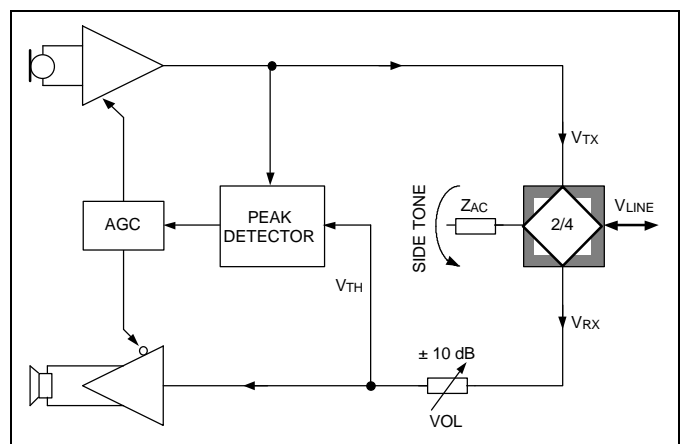 VTX
AGC
PEAK
DETECTOR
SIDE TONE
ZAC
2/4
VLINE
VTH
VRX
± 10 dB
VOL